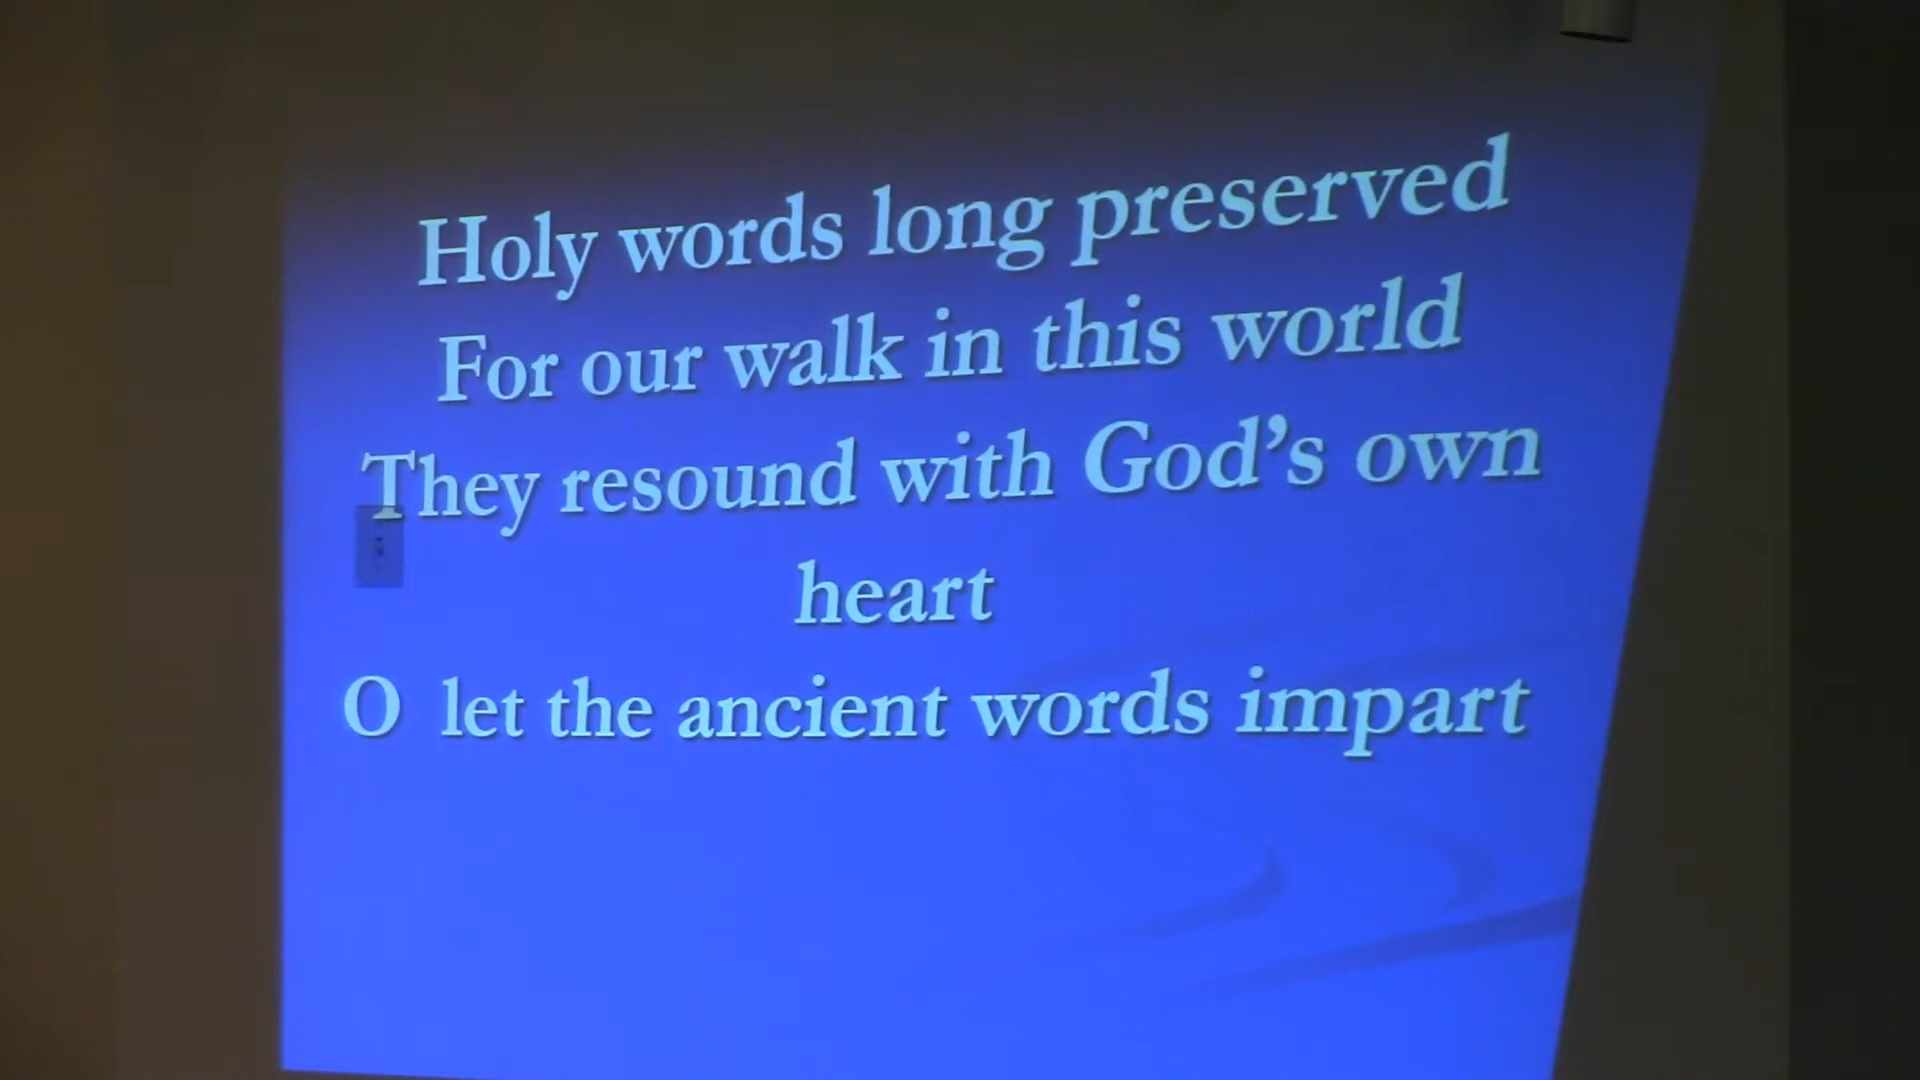 Holy words long preserved
For our walk in this world
They resound with God’s own
heart
O let the ancient words impart